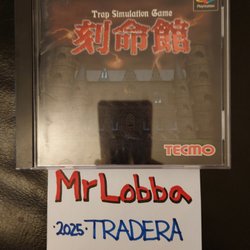 Trap Simulation Game
刻命館
TECMO
MrLobba
·2025·TRADERA